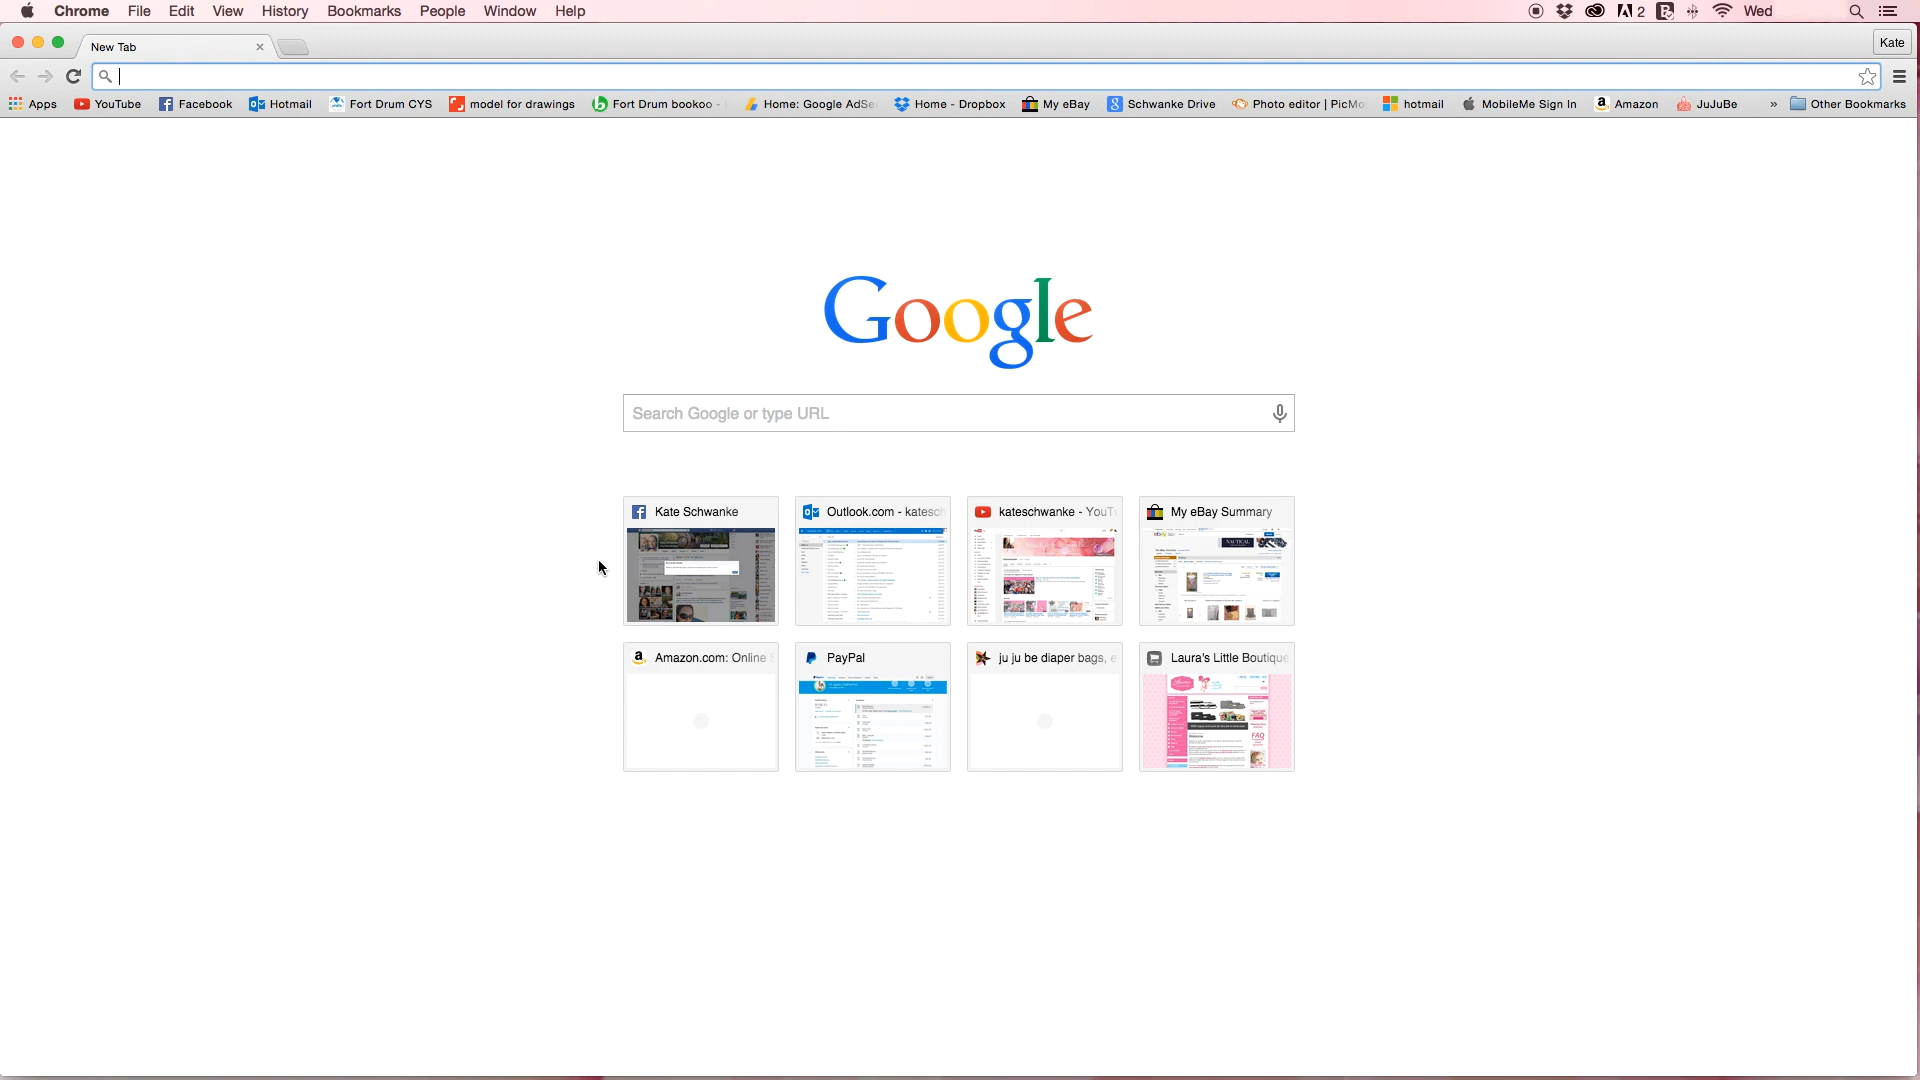 Chrome File Edit View History Bookmarks People Window Help 2 Wed
New Tab Kate
Apps YouTube Facebook Hotmail Fort Drum CYS model for drawings Fort Drum bookoo - Home: Google AdSe Home - Dropbox My eBay Schwanke Drive Photo editor | PicMo hotmail MobileMe Sign In Amazon JuJuBe » Other Bookmarks
Google
Search Google or type URL
Kate Schwanke Outlook.com - katesch kateschwanke - YouT My eBay Summary
Amazon.com: Online PayPal ju ju be diaper bags, e Laura's Little Boutique
FAQ